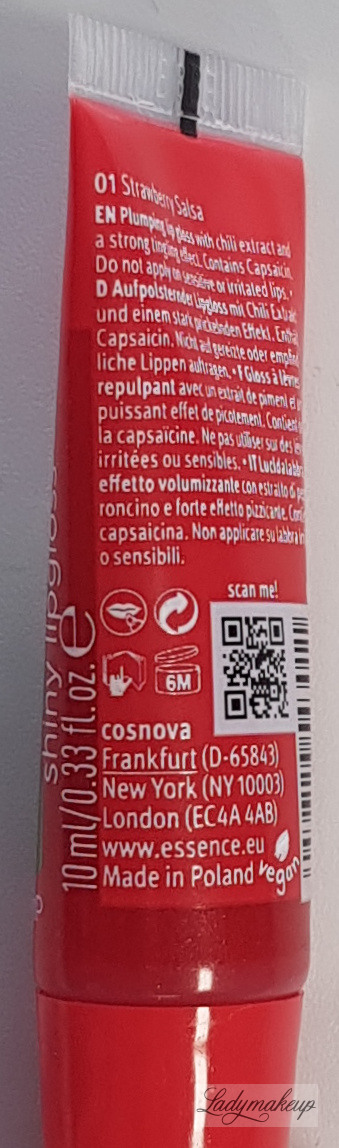 01 Strawberry Salsa
EN Plumping lip gloss with chili extract and
a strong tingling effect. Contains Capsaicin.
Do not apply on sensitive or irritated lips. •
D Aufpolsternder Lipgloss mit Chili Extrakt
und einem stark prickelnden Effekt. Enthäl
Capsaicin. Nicht auf gereizte oder empfind
liche Lippen auftragen. • F Gloss à lèvres
repulpant avec un extrait de piment et
puissant effet de picotement. Contient
la capsaïcine. Ne pas utiliser sur des
irritées ou sensibles. • IT Lucidalabbra
effetto volumizzante con estratto di pe
roncino e forte effetto pizzicante. Con
capsaicina. Non applicare su labbra
o sensibili.
scan me!
6M
cosnova
Frankfurt (D-65843)
New York (NY 10003)
London (EC4A 4AB)
www.essence.eu
Made in Poland
vegan
shiny lipgloss
10 ml/0.33 fl.oz. e
Ladymakeup